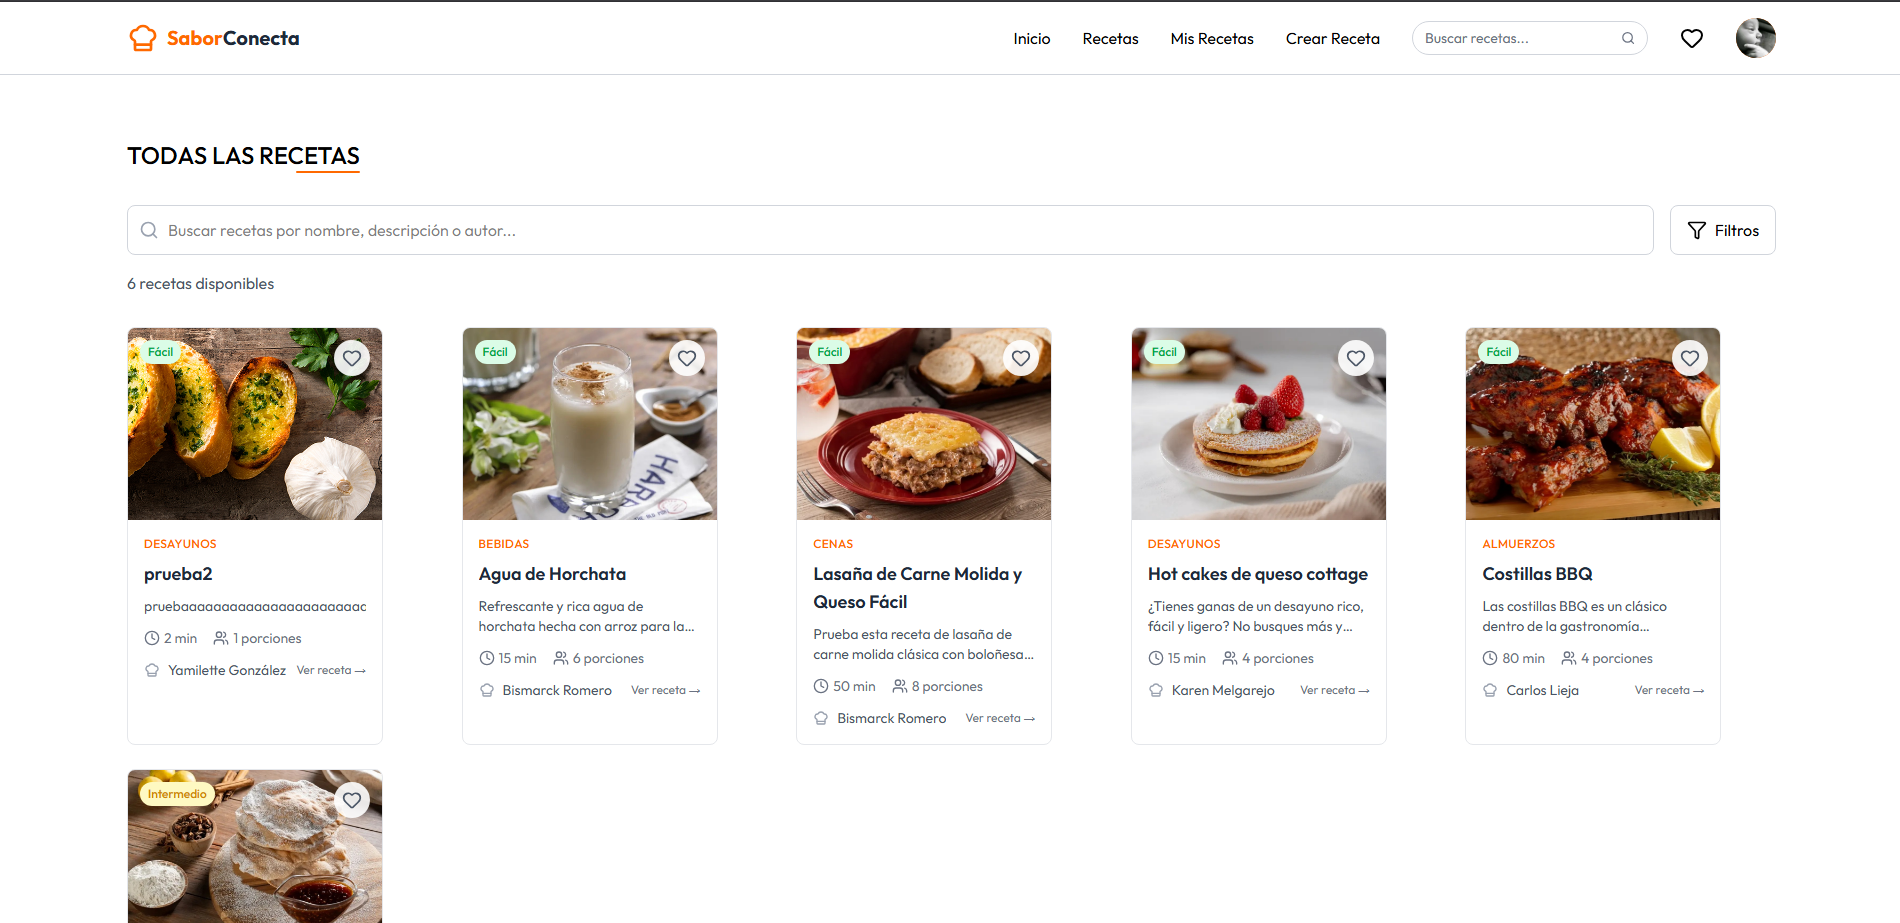 SaborConecta
Inicio
Recetas
Mis Recetas
Crear Receta
Buscar recetas...
TODAS LAS RECETAS
Buscar recetas por nombre, descripción o autor...
Filtros
6 recetas disponibles
Fácil
DESAYUNOS
prueba2
pruebaaaaaaaaaaaaaaaaaaaaaaac
2 min
1 porciones
Yamilette González
Ver receta →
Fácil
HARB
BEBIDAS
Agua de Horchata
Refrescante y rica agua de
horchata hecha con arroz para la...
15 min
6 porciones
Bismarck Romero
Ver receta →
Fácil
CENAS
Lasaña de Carne Molida y
Queso Fácil
Prueba esta receta de lasaña de
carne molida clásica con boloñesa...
50 min
8 porciones
Bismarck Romero
Ver receta →
Fácil
DESAYUNOS
Hot cakes de queso cottage
¿Tienes ganas de un desayuno rico,
fácil y ligero? No busques más y...
15 min
4 porciones
Karen Melgarejo
Ver receta →
Fácil
ALMUERZOS
Costillas BBQ
Las costillas BBQ es un clásico
dentro de la gastronomía...
80 min
4 porciones
Carlos Lieja
Ver receta →
Intermedio